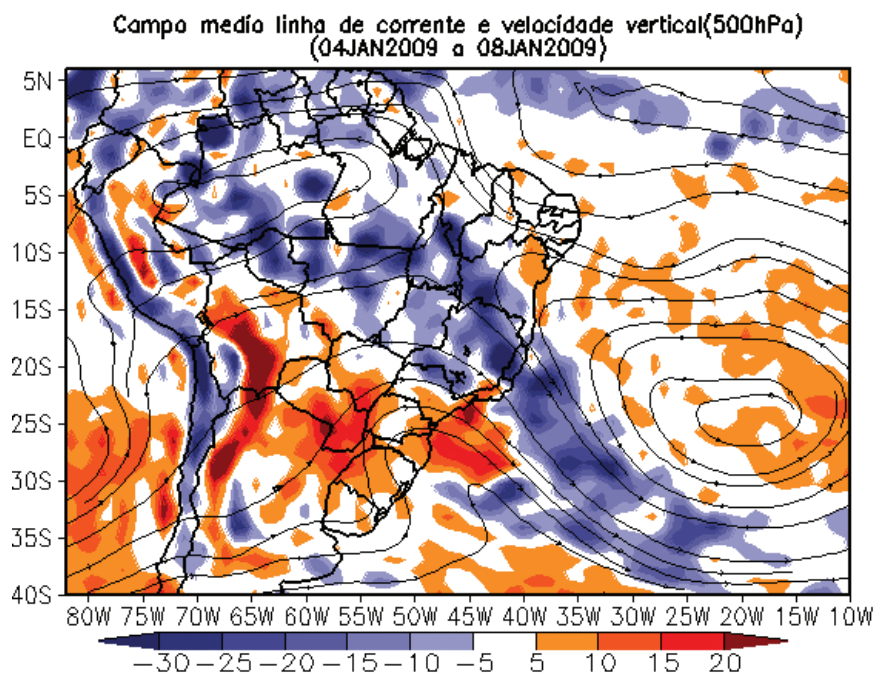 Campo medio linha de corrente e velocidade vertical(500hPa)
(04JAN2009 a 08JAN2009)
5N
EQ
5S
10S
15S
20S
25S
30S
35S
40S
80W 75W 70W 65W 60W 55W 50W 45W 40W 35W 30W 25W 20W 15W 10W
-30 -25 -20 -15 -10 -5 5 10 15 20